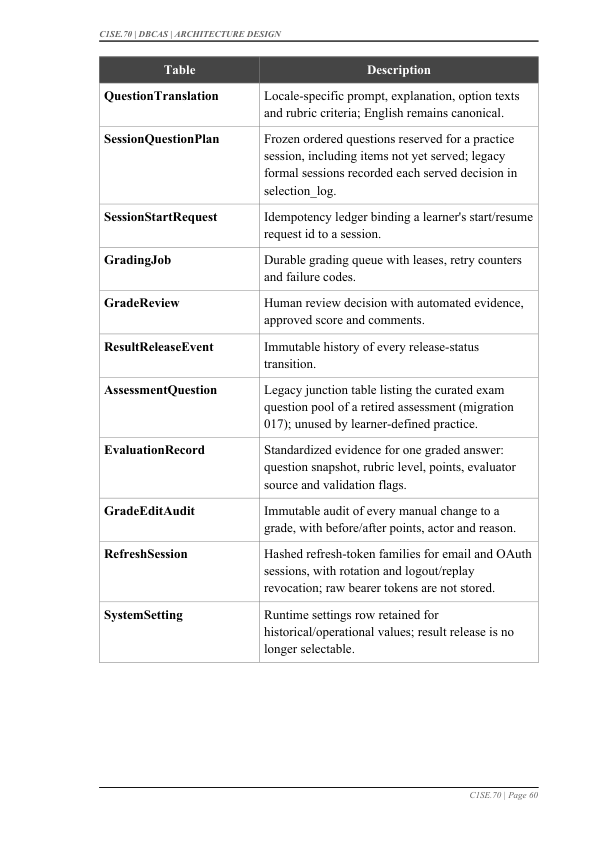 C1SE.70 | DBCAS | ARCHITECTURE DESIGN
Table Description
QuestionTranslation Locale-specific prompt, explanation, option texts
and rubric criteria; English remains canonical.
SessionQuestionPlan Frozen ordered questions reserved for a practice
session, including items not yet served; legacy
formal sessions recorded each served decision in
selection_log.
SessionStartRequest Idempotency ledger binding a learner's start/resume
request id to a session.
GradingJob Durable grading queue with leases, retry counters
and failure codes.
GradeReview Human review decision with automated evidence,
approved score and comments.
ResultReleaseEvent Immutable history of every release-status
transition.
AssessmentQuestion Legacy junction table listing the curated exam
question pool of a retired assessment (migration
017); unused by learner-defined practice.
EvaluationRecord Standardized evidence for one graded answer:
question snapshot, rubric level, points, evaluator
source and validation flags.
GradeEditAudit Immutable audit of every manual change to a
grade, with before/after points, actor and reason.
RefreshSession Hashed refresh-token families for email and OAuth
sessions, with rotation and logout/replay
revocation; raw bearer tokens are not stored.
SystemSetting Runtime settings row retained for
historical/operational values; result release is no
longer selectable.
C1SE.70 | Page 60